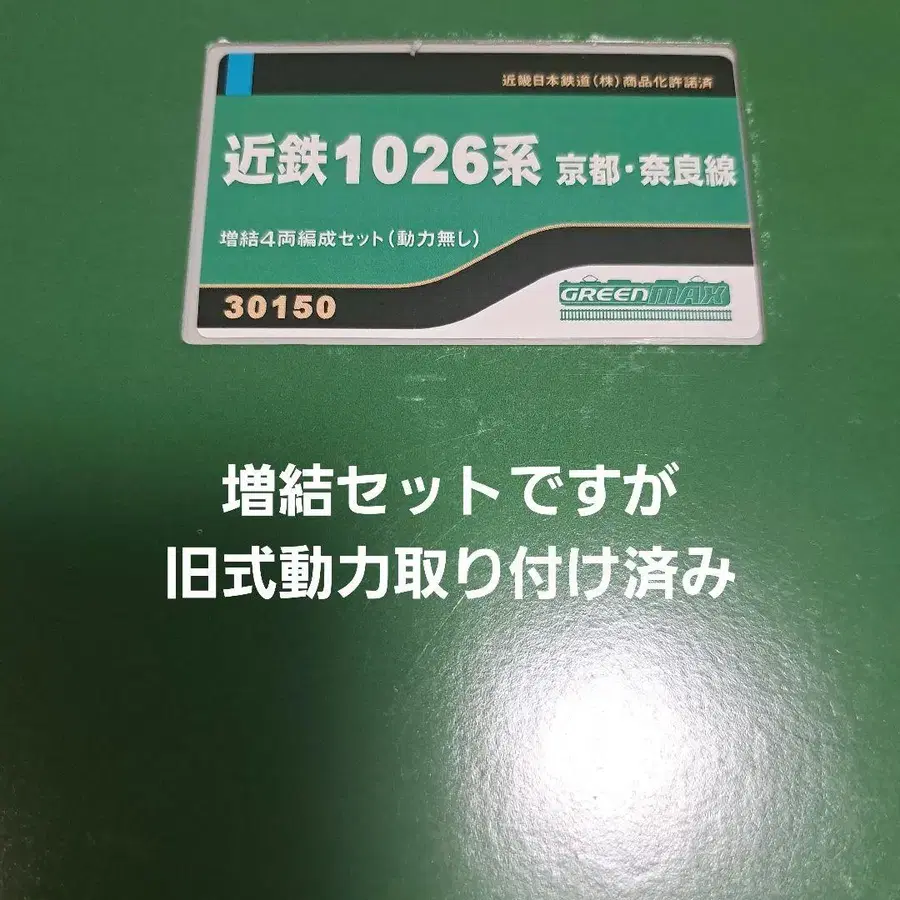 近畿日本鉄道(株)商品化許諾済
近鉄1026系 京都・奈良線
増結4両編成セット(動力無し)
30150
GREENMAX
増結セットですが
旧式動力取り付け済み